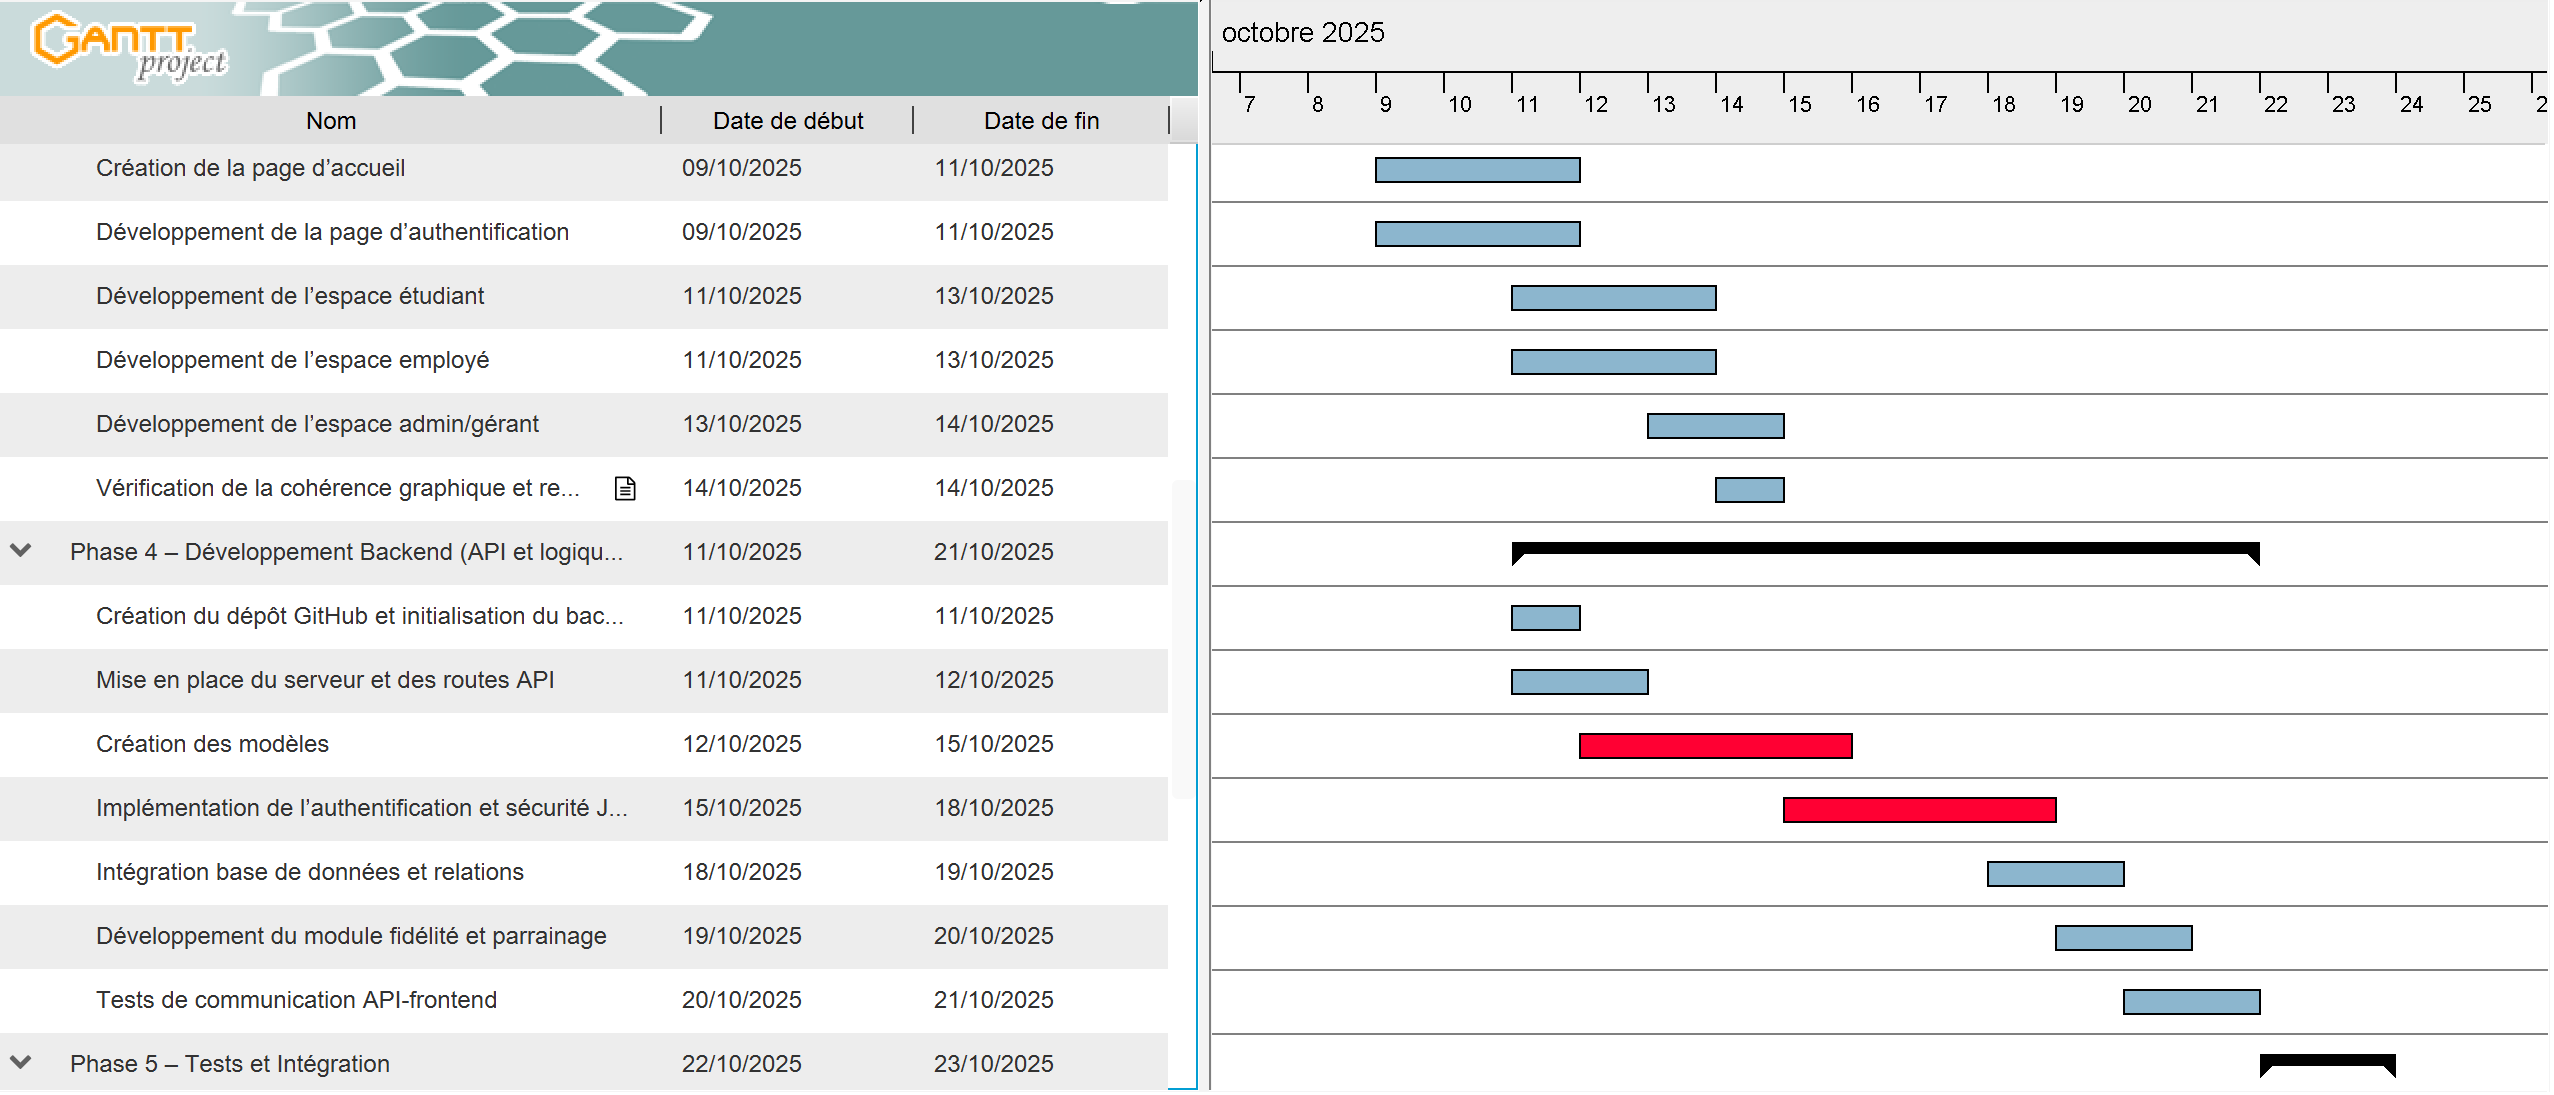 GANTT
project
octobre 2025
7 8 9 10 11 12 13 14 15 16 17 18 19 20 21 22 23 24 25 2
Nom Date de début Date de fin
Création de la page d’accueil 09/10/2025 11/10/2025
Développement de la page d’authentification 09/10/2025 11/10/2025
Développement de l’espace étudiant 11/10/2025 13/10/2025
Développement de l’espace employé 11/10/2025 13/10/2025
Développement de l’espace admin/gérant 13/10/2025 14/10/2025
Vérification de la cohérence graphique et re... 14/10/2025 14/10/2025
Phase 4 – Développement Backend (API et logiqu... 11/10/2025 21/10/2025
Création du dépôt GitHub et initialisation du bac... 11/10/2025 11/10/2025
Mise en place du serveur et des routes API 11/10/2025 12/10/2025
Création des modèles 12/10/2025 15/10/2025
Implémentation de l’authentification et sécurité J... 15/10/2025 18/10/2025
Intégration base de données et relations 18/10/2025 19/10/2025
Développement du module fidélité et parrainage 19/10/2025 20/10/2025
Tests de communication API-frontend 20/10/2025 21/10/2025
Phase 5 – Tests et Intégration 22/10/2025 23/10/2025